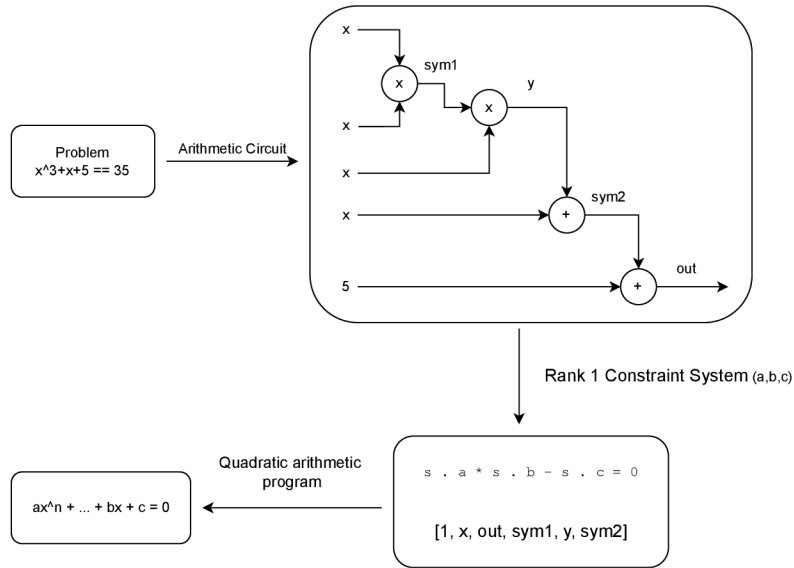 Problem
x^3+x+5 == 35
Arithmetic Circuit
x
x
sym1
x
y
x
x
x
+
sym2
5
+
out
Rank 1 Constraint System (a,b,c)
s . a * s . b - s . c = 0
[1, x, out, sym1, y, sym2]
Quadratic arithmetic
program
ax^n + ... + bx + c = 0